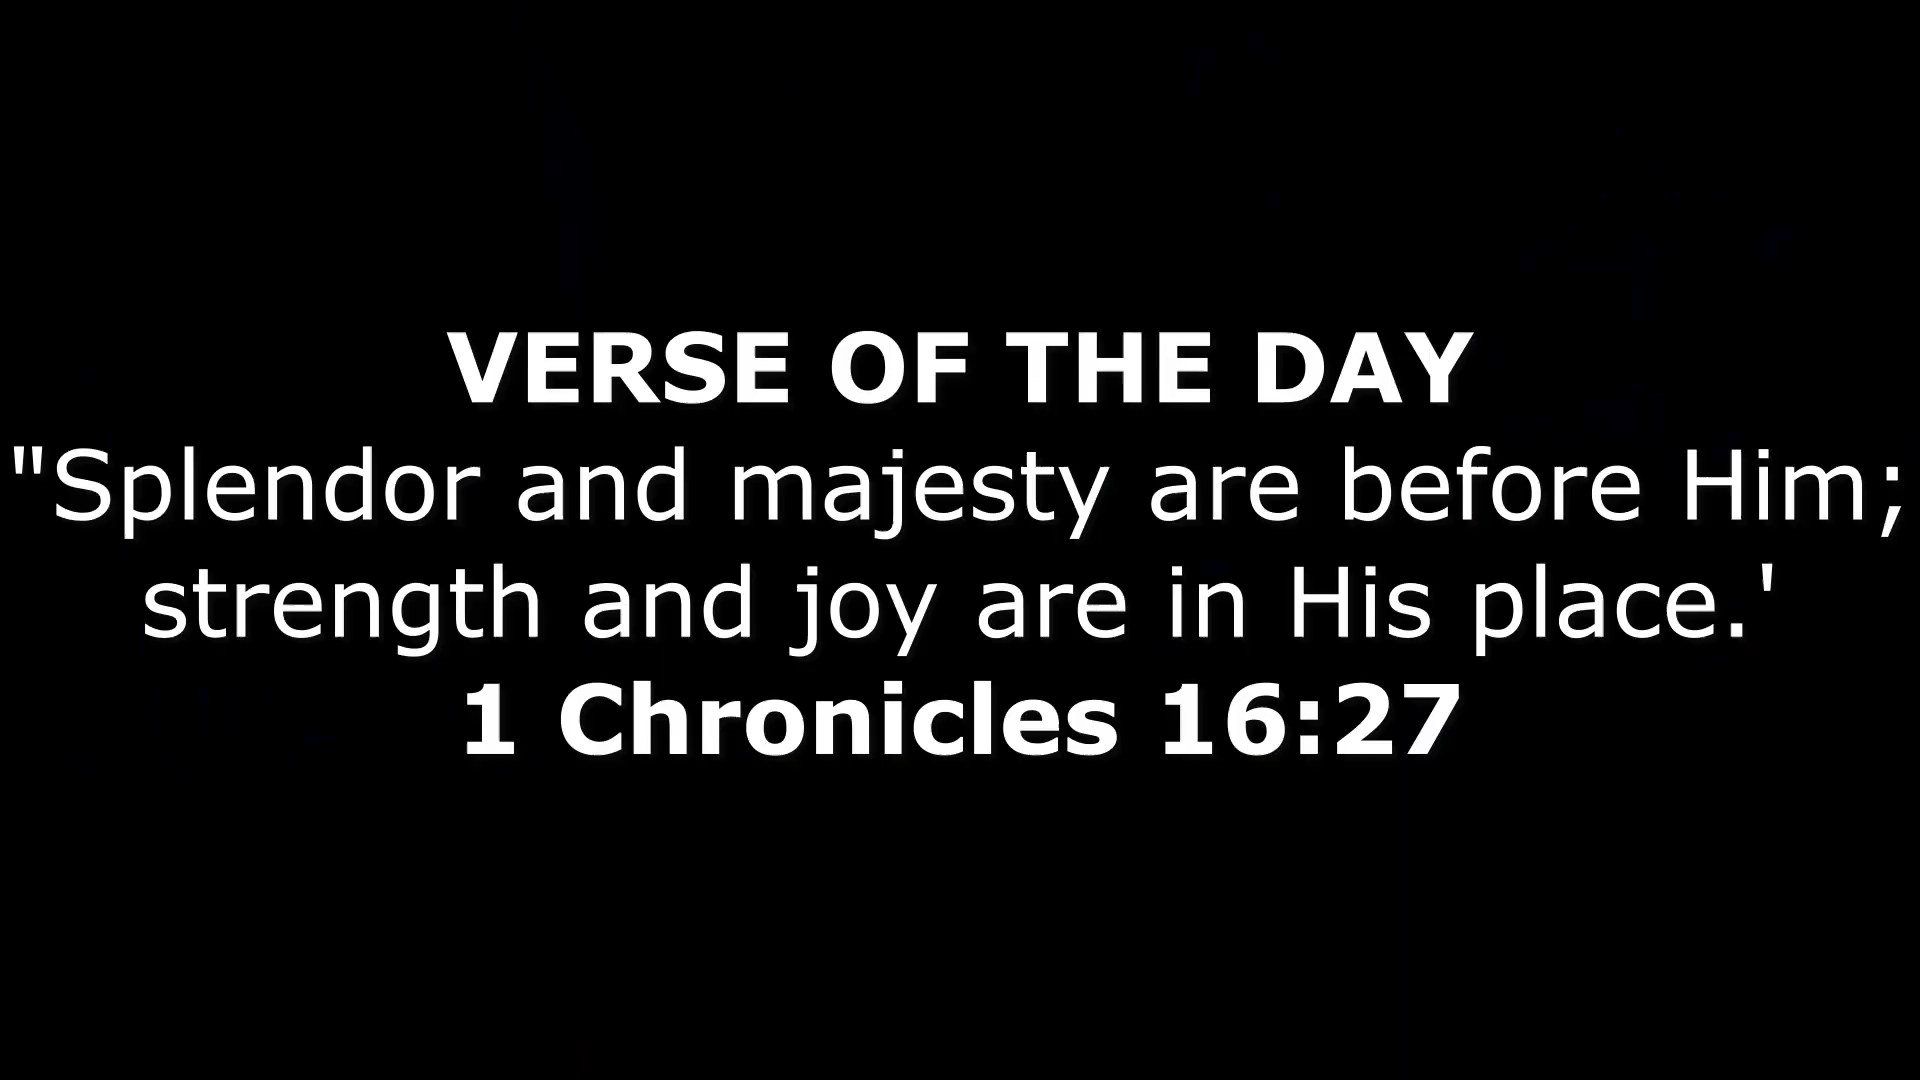 VERSE OF THE DAY
"Splendor and majesty are before Him;
strength and joy are in His place.'
1 Chronicles 16:27